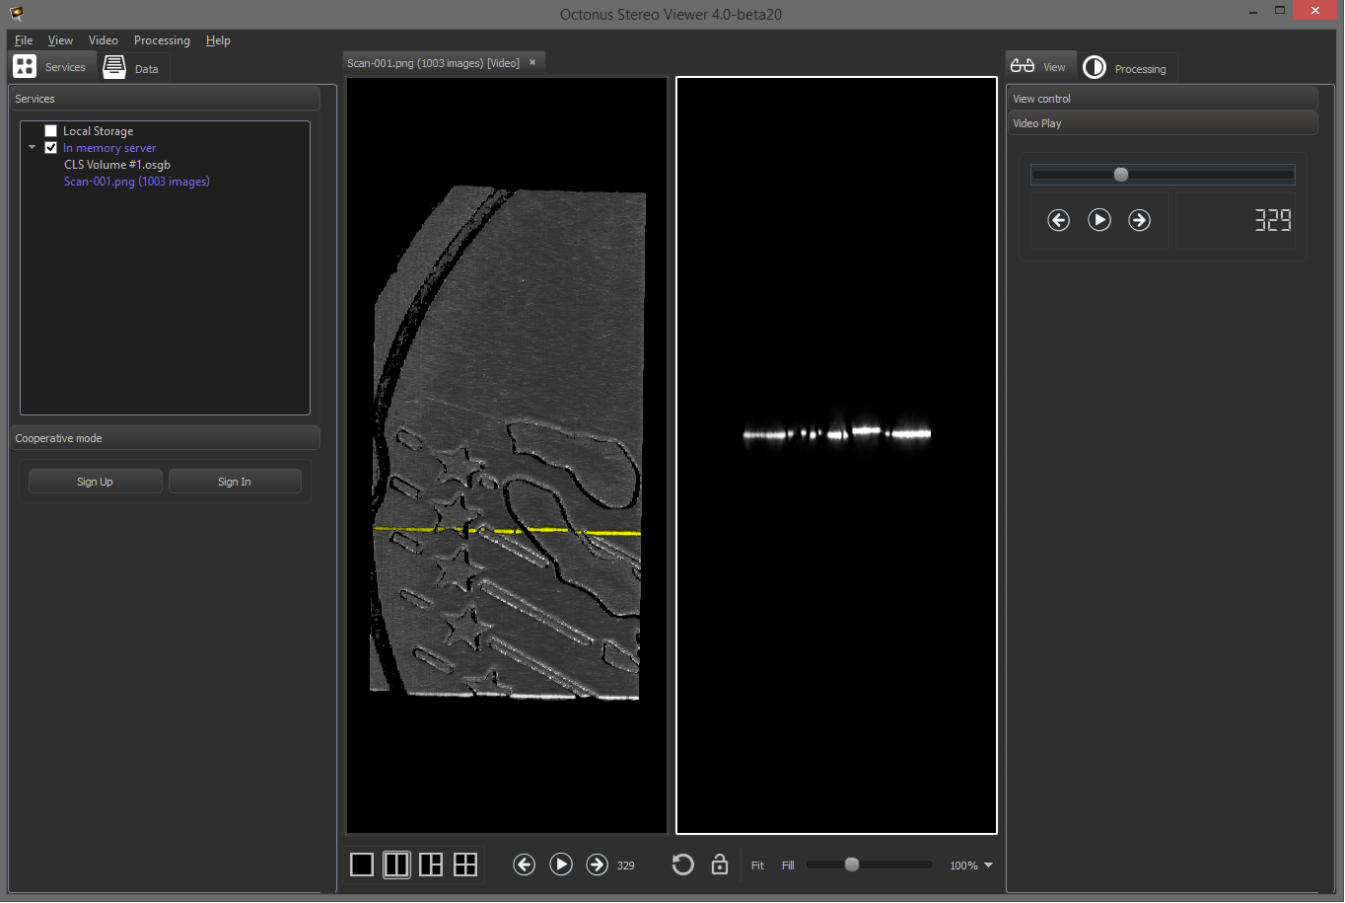 Octonus Stereo Viewer 4.0-beta20
File View Video Processing Help
Services Data
Services
Local Storage
In memory server
CLS Volume #1.osgb
Scan-001.png (1003 images)
Cooperative mode
Sign Up Sign In
Scan-001.png (1003 images) [Video] ×
329 Fit Fill 100%
View Processing
View control
Video Play
329